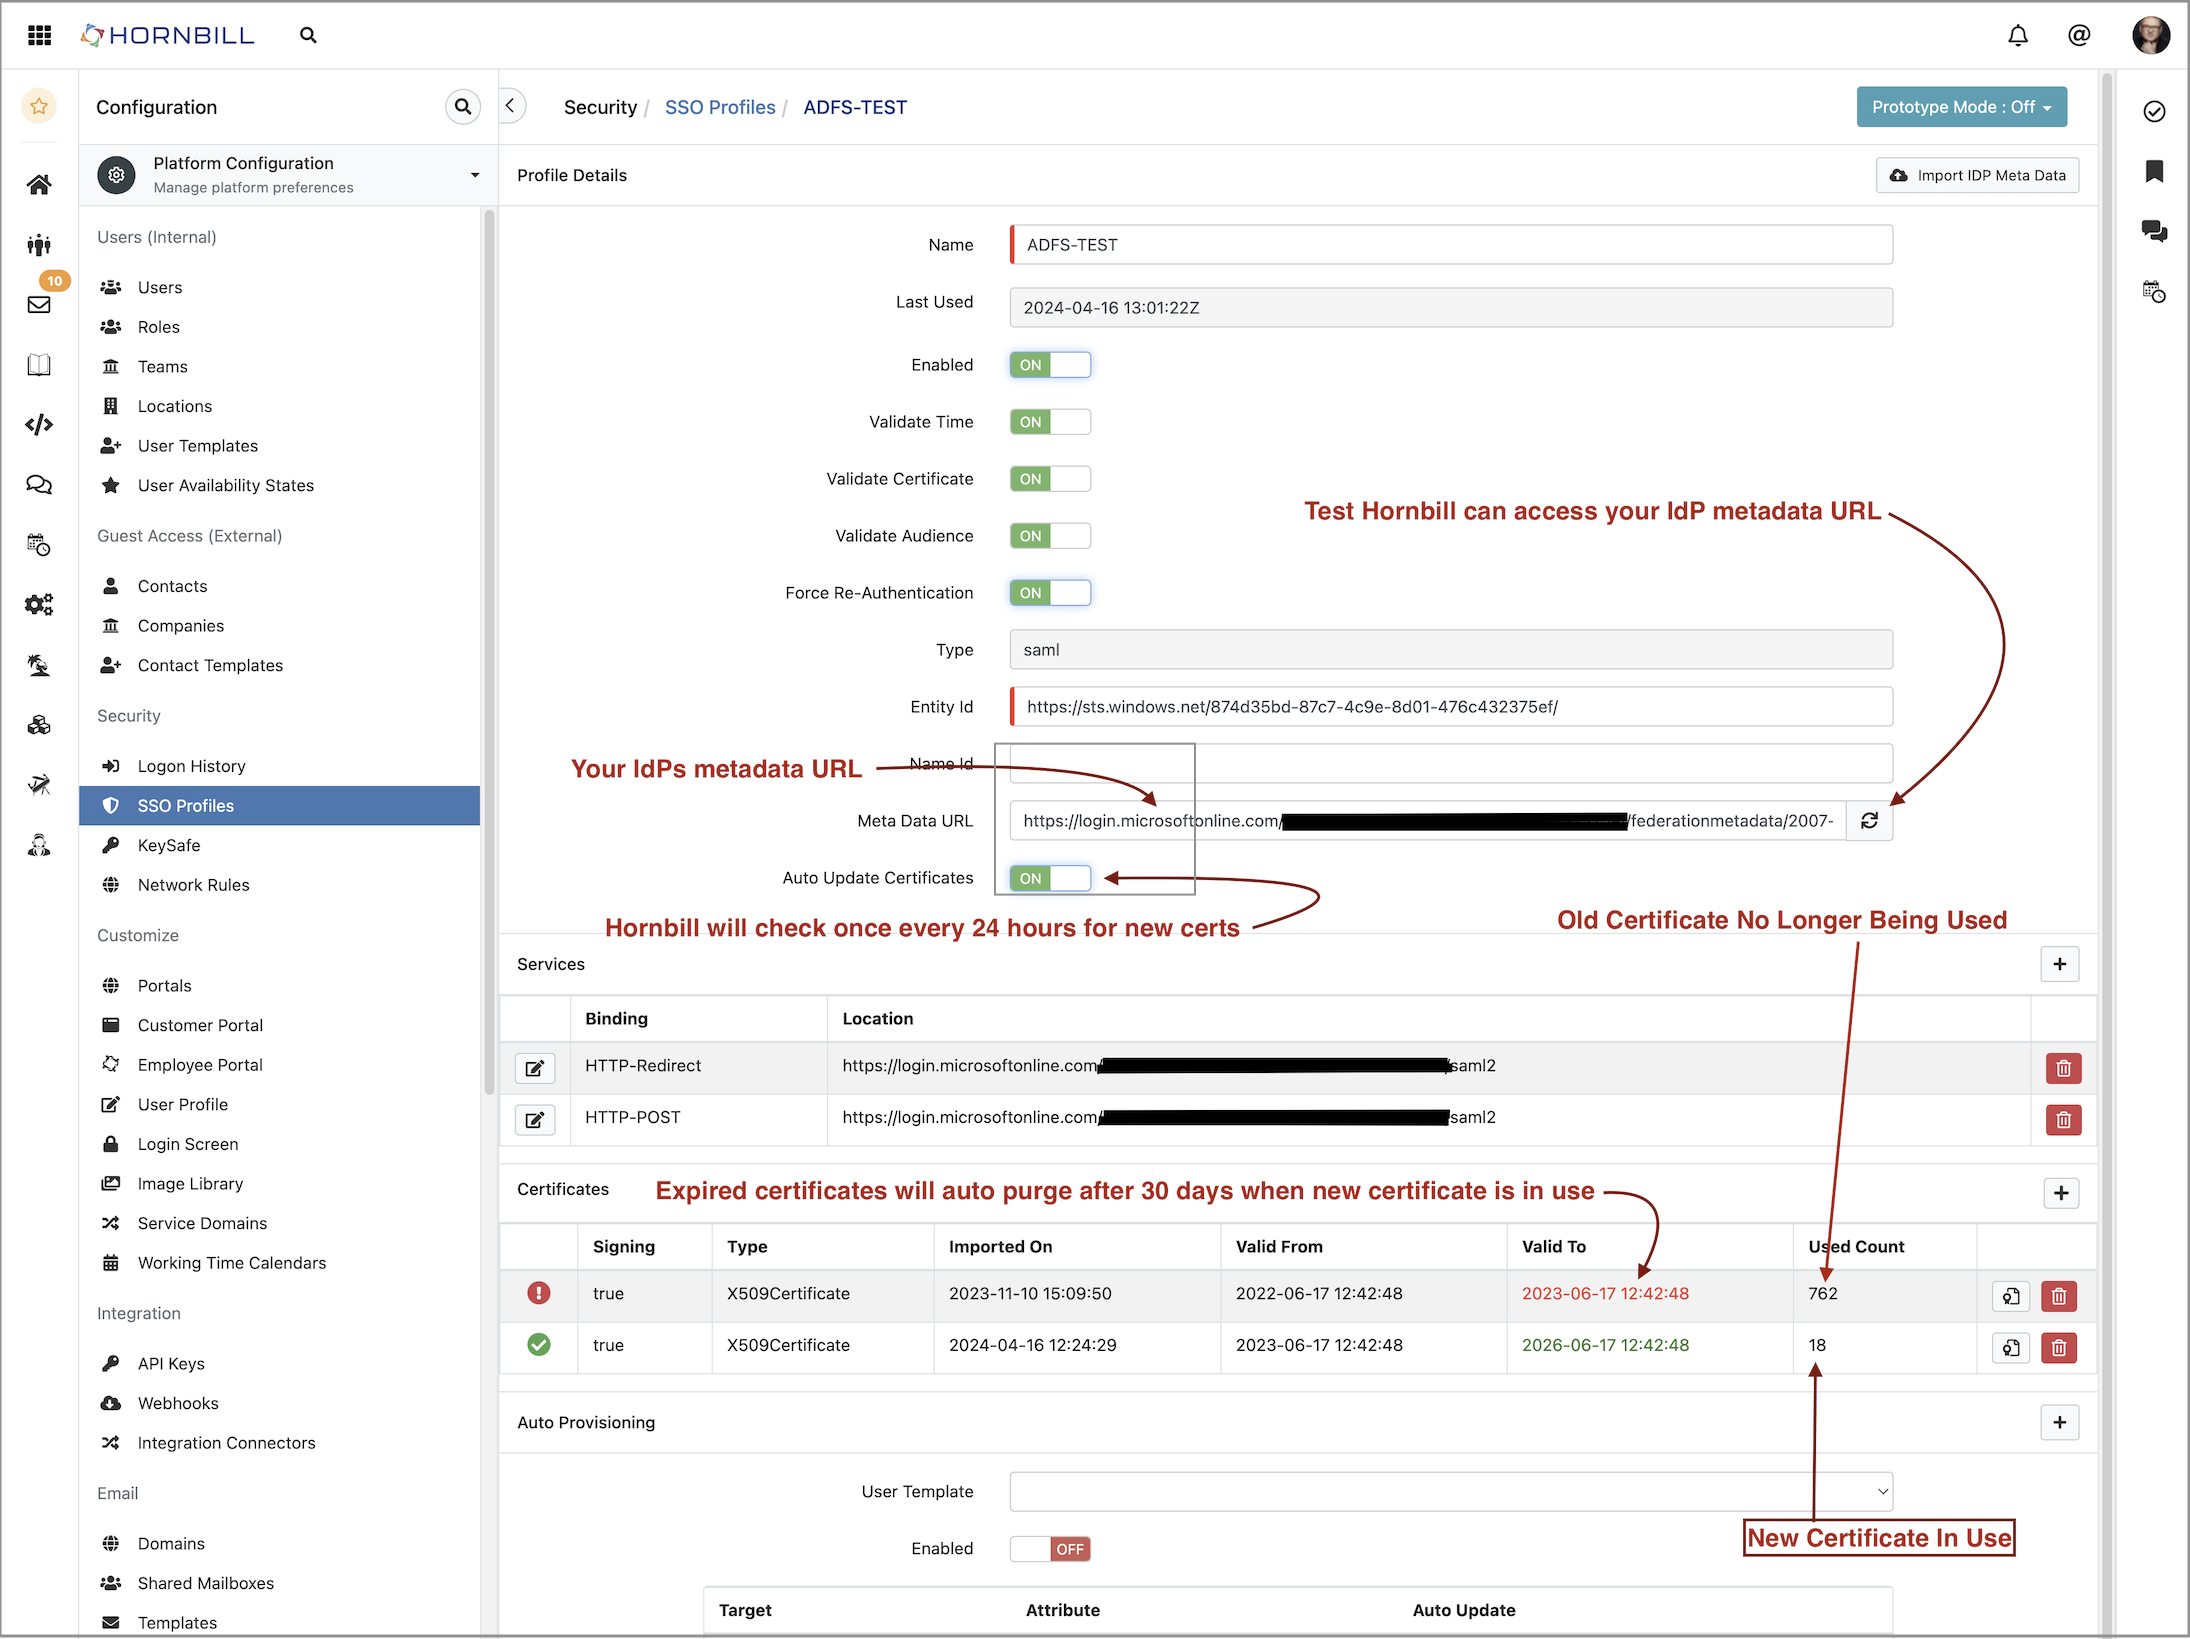 HORNBILL
Configuration
Security / SSO Profiles / ADFS-TEST
Prototype Mode : Off
Platform Configuration
Manage platform preferences
Profile Details
Import IDP Meta Data
Users (Internal)
Users
Roles
Teams
Locations
User Templates
User Availability States
Guest Access (External)
Contacts
Companies
Contact Templates
Security
Logon History
SSO Profiles
KeySafe
Network Rules
Customize
Portals
Customer Portal
Employee Portal
User Profile
Login Screen
Image Library
Service Domains
Working Time Calendars
Integration
API Keys
Webhooks
Integration Connectors
Email
Domains
Shared Mailboxes
Templates
10
Name ADFS-TEST
Last Used 2024-04-16 13:01:22Z
Enabled ON
Validate Time ON
Validate Certificate ON
Validate Audience ON
Test Hornbill can access your IdP metadata URL
Force Re-Authentication ON
Type saml
Entity Id https://sts.windows.net/874d35bd-87c7-4c9e-8d01-476c432375ef/
Your IdPs metadata URL
Name Id
Meta Data URL https://login.microsoftonline.com/ /federationmetadata/2007-
Auto Update Certificates ON
Hornbill will check once every 24 hours for new certs
Old Certificate No Longer Being Used
Services
Binding Location
HTTP-Redirect https://login.microsoftonline.com/ /saml2
HTTP-POST https://login.microsoftonline.com/ /saml2
Certificates
Expired certificates will auto purge after 30 days when new certificate is in use
Signing Type Imported On Valid From Valid To Used Count
true X509Certificate 2023-11-10 15:09:50 2022-06-17 12:42:48 2023-06-17 12:42:48 762
true X509Certificate 2024-04-16 12:24:29 2023-06-17 12:42:48 2026-06-17 12:42:48 18
Auto Provisioning
User Template
New Certificate In Use
Enabled OFF
Target Attribute Auto Update